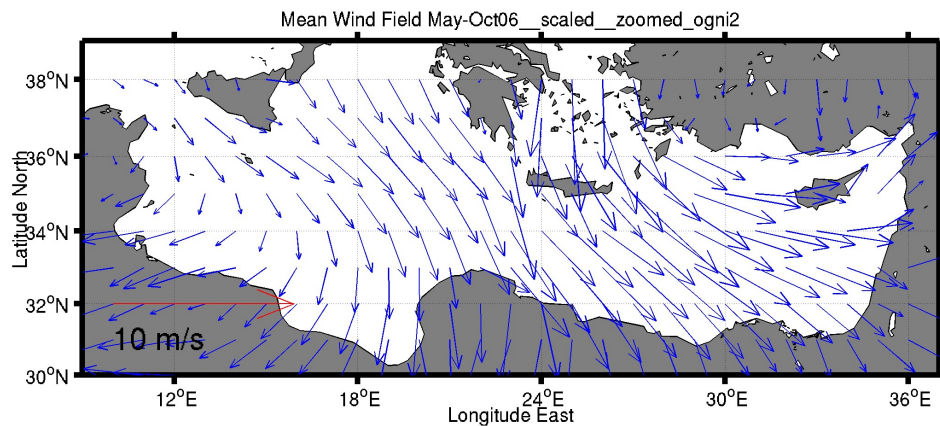 Mean Wind Field May-Oct06__scaled__zoomed_ogni2
38°N
36°N
34°N
32°N
30°N
Latitude North
10 m/s
12°E
18°E
24°E
30°E
36°E
Longitude East